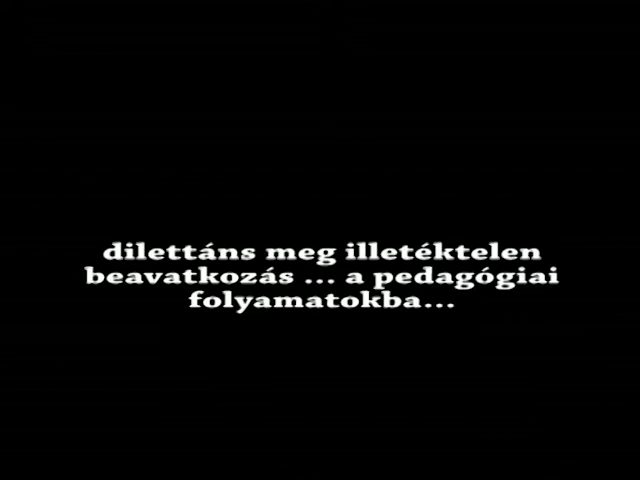 dilettáns meg illetéktelen
beavatkozás ... a pedagógiai
folyamatokba...